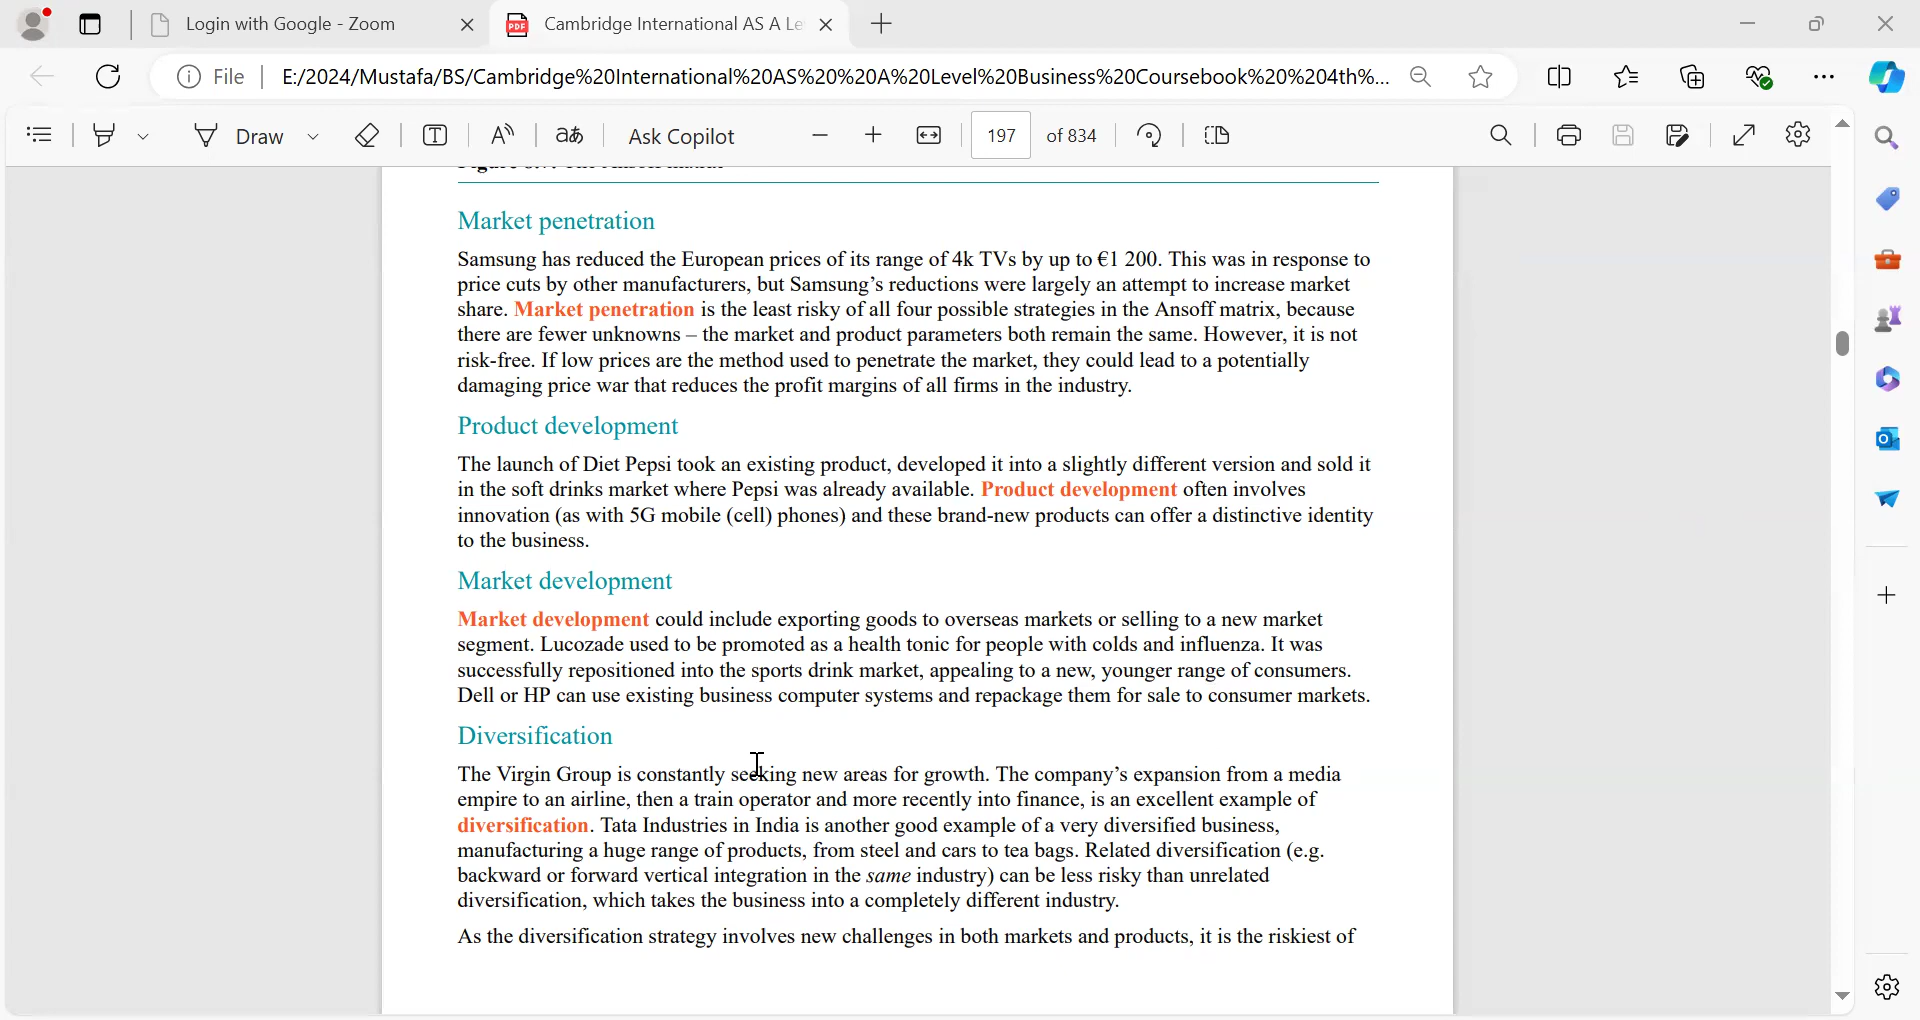 Login with Google - Zoom
Cambridge International AS A Le
File
E:/2024/Mustafa/BS/Cambridge%20International%20AS%20%20A%20Level%20Business%20Coursebook%20%204th%...
Draw
aあ
Ask Copilot
197 of 834
Market penetration
Samsung has reduced the European prices of its range of 4k TVs by up to €1 200. This was in response to
price cuts by other manufacturers, but Samsung’s reductions were largely an attempt to increase market
share. Market penetration is the least risky of all four possible strategies in the Ansoff matrix, because
there are fewer unknowns – the market and product parameters both remain the same. However, it is not
risk-free. If low prices are the method used to penetrate the market, they could lead to a potentially
damaging price war that reduces the profit margins of all firms in the industry.
Product development
The launch of Diet Pepsi took an existing product, developed it into a slightly different version and sold it
in the soft drinks market where Pepsi was already available. Product development often involves
innovation (as with 5G mobile (cell) phones) and these brand-new products can offer a distinctive identity
to the business.
Market development
Market development could include exporting goods to overseas markets or selling to a new market
segment. Lucozade used to be promoted as a health tonic for people with colds and influenza. It was
successfully repositioned into the sports drink market, appealing to a new, younger range of consumers.
Dell or HP can use existing business computer systems and repackage them for sale to consumer markets.
Diversification
The Virgin Group is constantly seeking new areas for growth. The company’s expansion from a media
empire to an airline, then a train operator and more recently into finance, is an excellent example of
diversification. Tata Industries in India is another good example of a very diversified business,
manufacturing a huge range of products, from steel and cars to tea bags. Related diversification (e.g.
backward or forward vertical integration in the same industry) can be less risky than unrelated
diversification, which takes the business into a completely different industry.
As the diversification strategy involves new challenges in both markets and products, it is the riskiest of